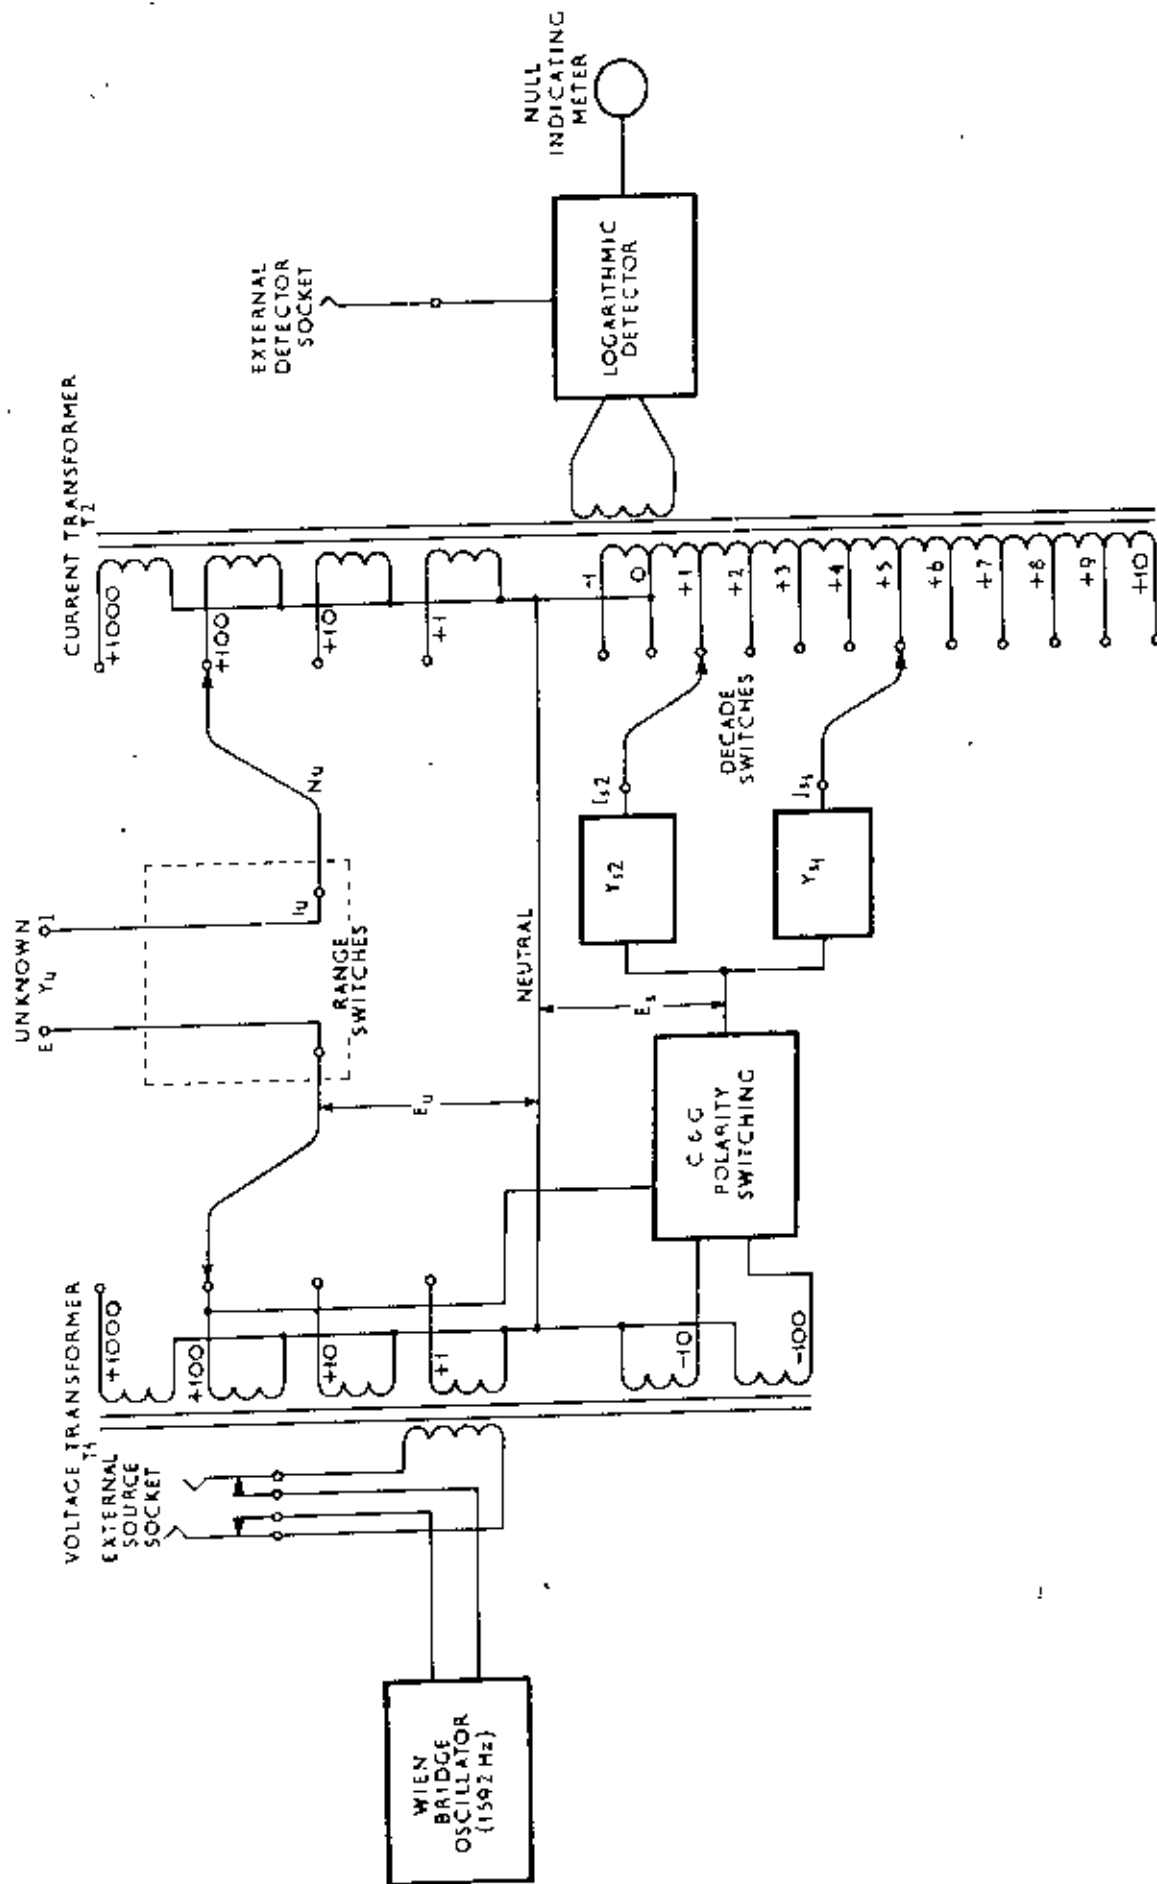 VOLTAGE TRANSFORMER
T1
EXTERNAL
SOURCE
SOCKET
WIEN
BRIDGE
OSCILLATOR
(1592 Hz)
+1000
+100
+10
+1
-10
-100
UNKNOWN
E Yu I
RANGE
SWITCHES
Iu
Nu
Eu
NEUTRAL
Es
C & G
POLARITY
SWITCHING
Ys2
Is2
Ys1
Is1
DECADE
SWITCHES
CURRENT TRANSFORMER
T2
+1000
+100
+10
+1
-1
0
+1
+2
+3
+4
+5
+6
+7
+8
+9
+10
EXTERNAL
DETECTOR
SOCKET
LOGARITHMIC
DETECTOR
NULL
INDICATING
METER